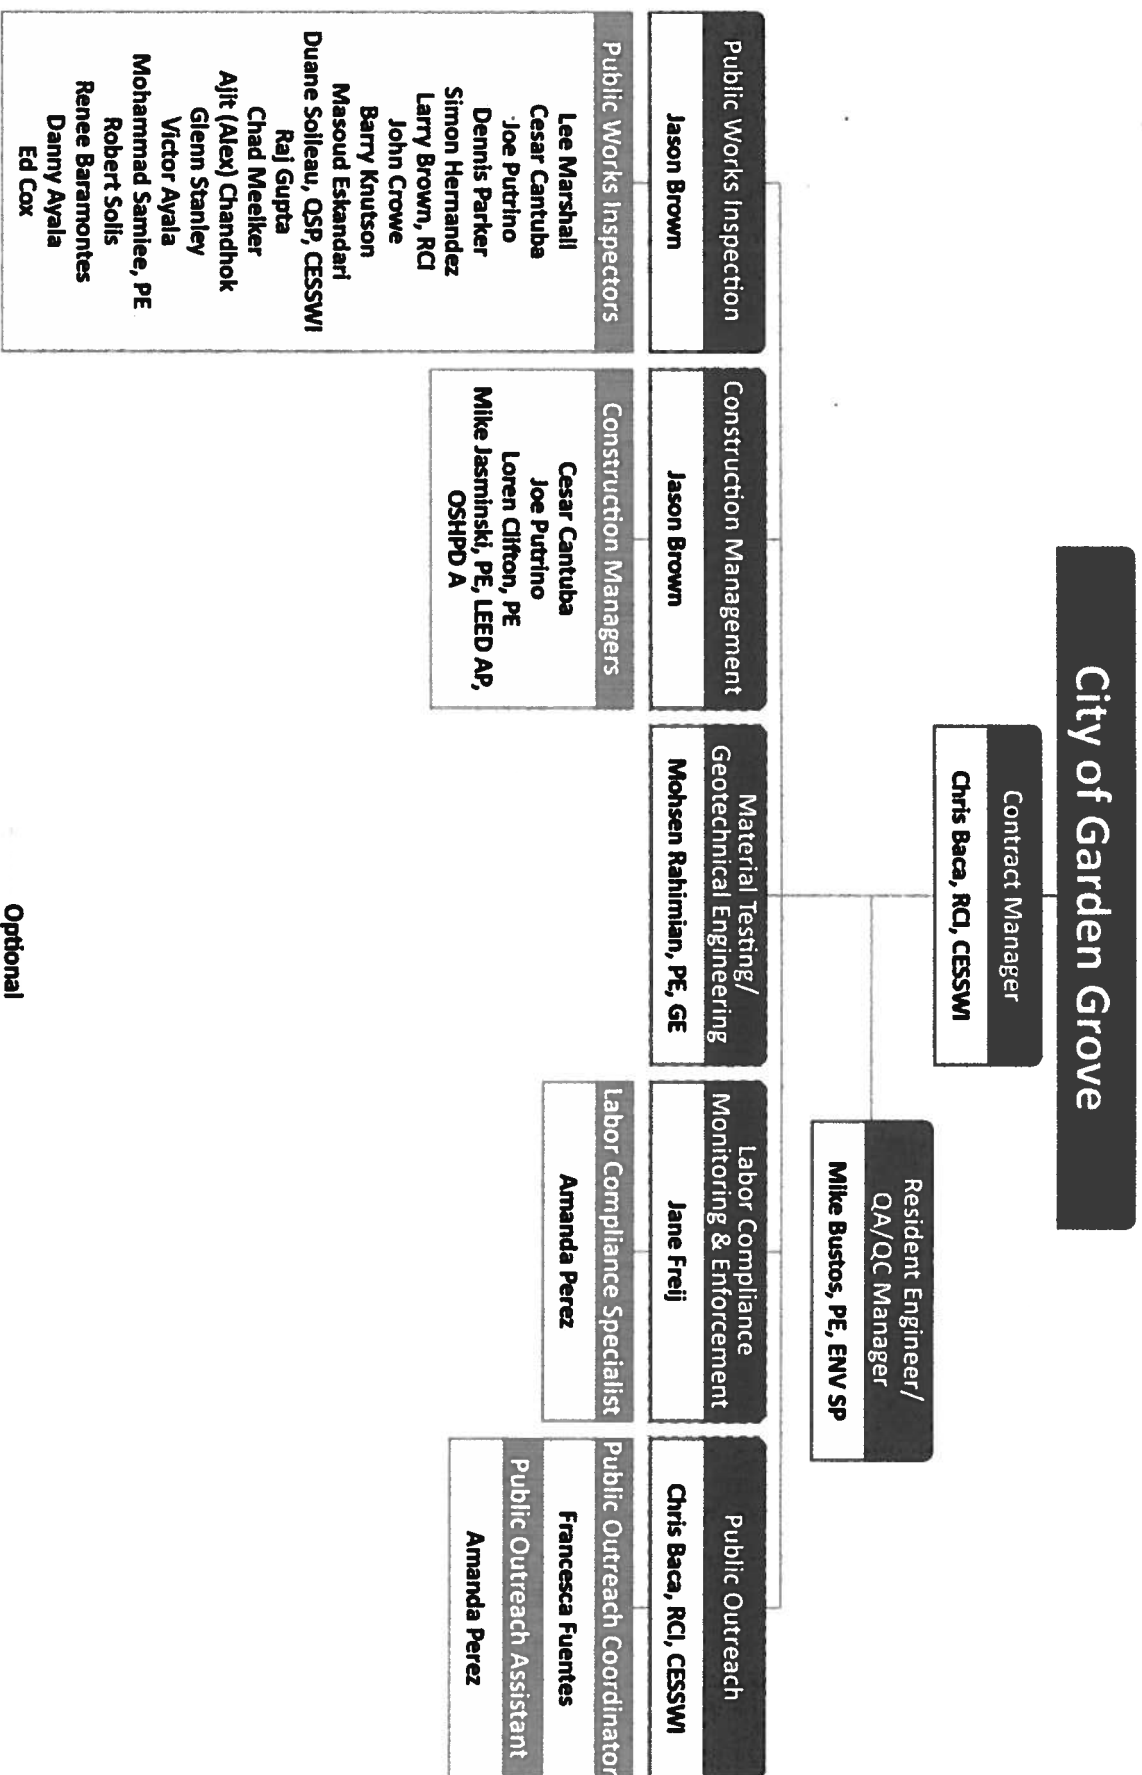 City of Garden Grove
Contract Manager
Chris Baca, RCI, CESSWI
Resident Engineer/
QA/QC Manager
Mike Bustos, PE, ENV SP
Public Works Inspection
Jason Brown
Public Works Inspectors
Lee Marshall
Cesar Cantuba
Joe Putrino
Dennis Parker
Simon Hernandez
Larry Brown, RCI
John Crowe
Barry Knutson
Masoud Eskandari
Duane Soileau, QSP, CESSWI
Raj Gupta
Chad Meelker
Ajit (Alex) Chandhok
Glenn Stanley
Victor Ayala
Mohammad Samiee, PE
Robert Solis
Renee Baramontes
Danny Ayala
Ed Cox
Construction Management
Jason Brown
Construction Managers
Cesar Cantuba
Joe Putrino
Loren Clifton, PE
Mike Jasminski, PE, LEED AP,
OSHPD A
Material Testing/
Geotechnical Engineering
Mohsen Rahimian, PE, GE
Labor Compliance
Monitoring & Enforcement
Jane Freij
Labor Compliance Specialist
Amanda Perez
Public Outreach
Chris Baca, RCI, CESSWI
Public Outreach Coordinator
Francesca Fuentes
Public Outreach Assistant
Amanda Perez
Optional